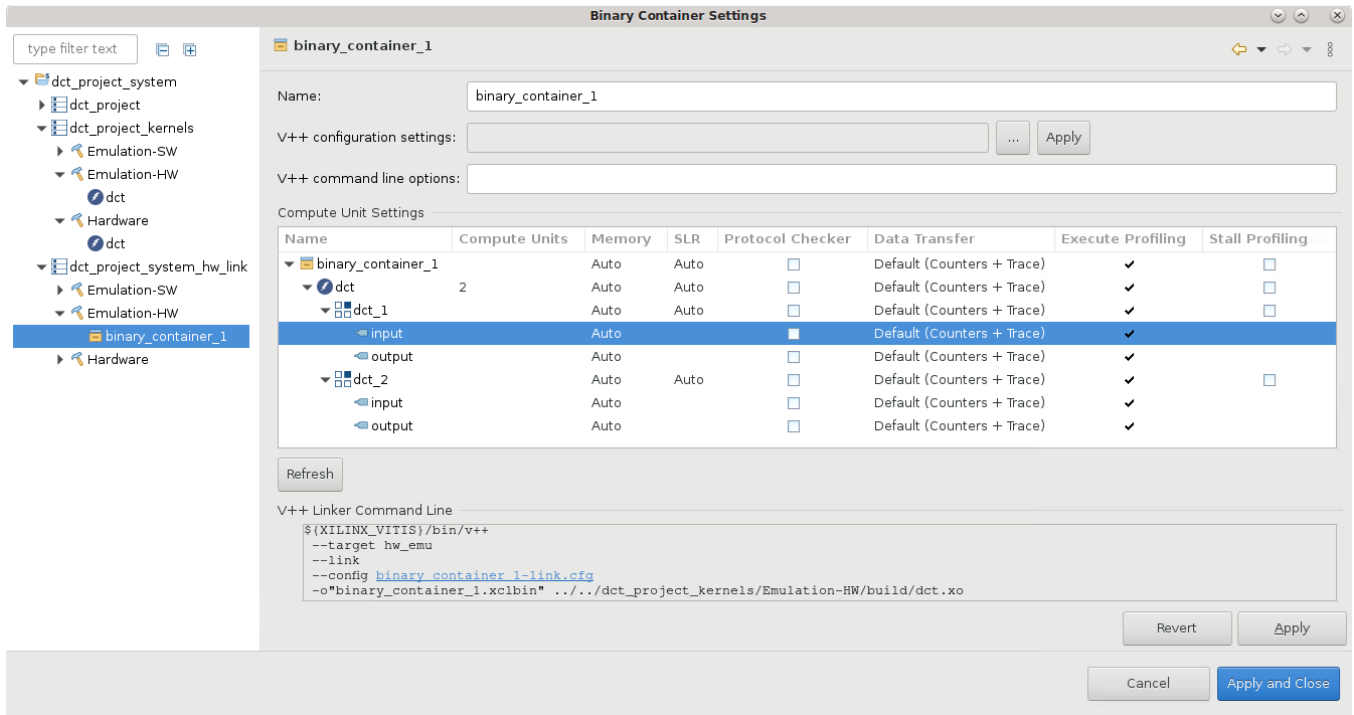 Binary Container Settings
type filter text
dct_project_system
dct_project
dct_project_kernels
Emulation-SW
Emulation-HW
dct
Hardware
dct
dct_project_system_hw_link
Emulation-SW
Emulation-HW
binary_container_1
Hardware
binary_container_1
Name: binary_container_1
V++ configuration settings: ... Apply
V++ command line options:
Compute Unit Settings
Name Compute Units Memory SLR Protocol Checker Data Transfer Execute Profiling Stall Profiling
binary_container_1 Auto Auto Default (Counters + Trace)
dct 2 Auto Auto Default (Counters + Trace)
dct_1 Auto Auto Default (Counters + Trace)
input Auto Default (Counters + Trace)
output Auto Default (Counters + Trace)
dct_2 Auto Auto Default (Counters + Trace)
input Auto Default (Counters + Trace)
output Auto Default (Counters + Trace)
Refresh
V++ Linker Command Line
${XILINX_VITIS}/bin/v++
--target hw_emu
--link
--config binary_container_1-link.cfg
-o"binary_container_1.xclbin" ../../dct_project_kernels/Emulation-HW/build/dct.xo
Revert Apply
Cancel Apply and Close